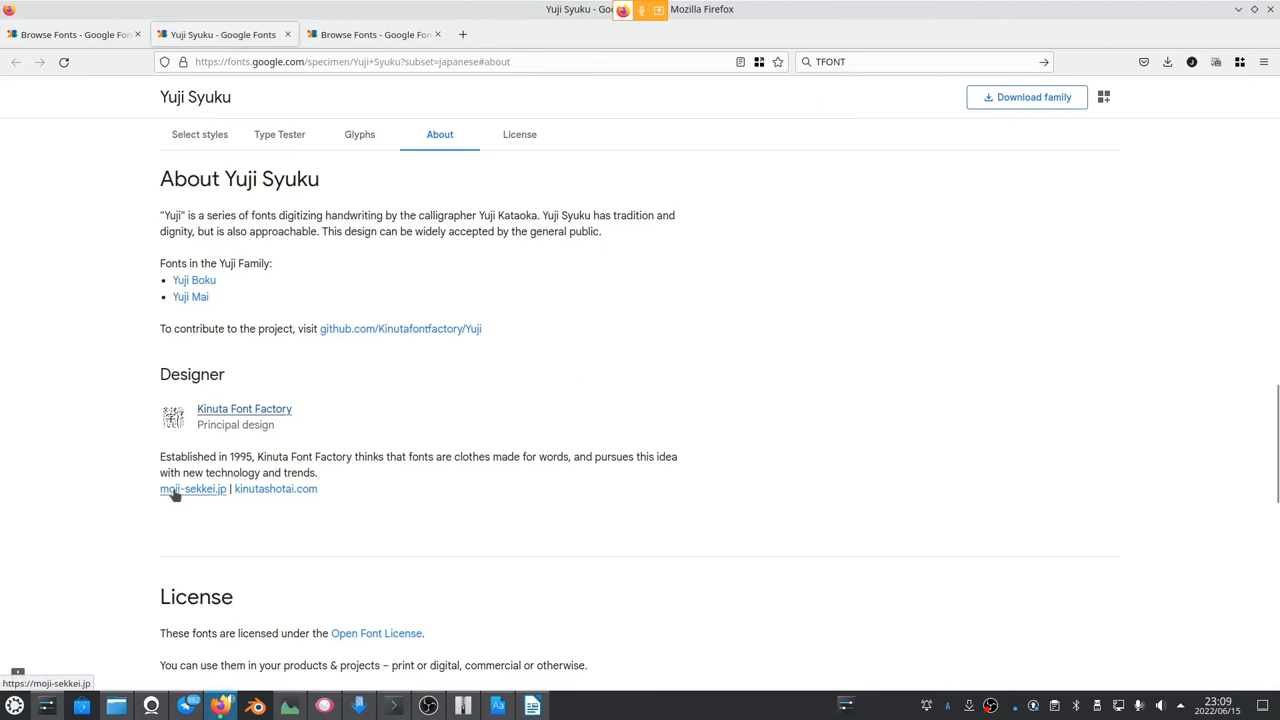 Yuji Syuku - Goo
Mozilla Firefox
Browse Fonts - Google Fon
Yuji Syuku - Google Fonts
Browse Fonts - Google Fon
https://fonts.google.com/specimen/Yuji+Syuku?subset=japanese#about
TFONT
Yuji Syuku
Download family
Select styles
Type Tester
Glyphs
About
License
About Yuji Syuku
"Yuji" is a series of fonts digitizing handwriting by the calligrapher Yuji Kataoka. Yuji Syuku has tradition and
dignity, but is also approachable. This design can be widely accepted by the general public.
Fonts in the Yuji Family:
• Yuji Boku
• Yuji Mai
To contribute to the project, visit github.com/Kinutafontfactory/Yuji
Designer
Kinuta Font Factory
Principal design
Established in 1995, Kinuta Font Factory thinks that fonts are clothes made for words, and pursues this idea
with new technology and trends.
moji-sekkei.jp | kinutashotai.com
License
These fonts are licensed under the Open Font License.
You can use them in your products & projects – print or digital, commercial or otherwise.
https://moji-sekkei.jp
23:09
2022/06/15